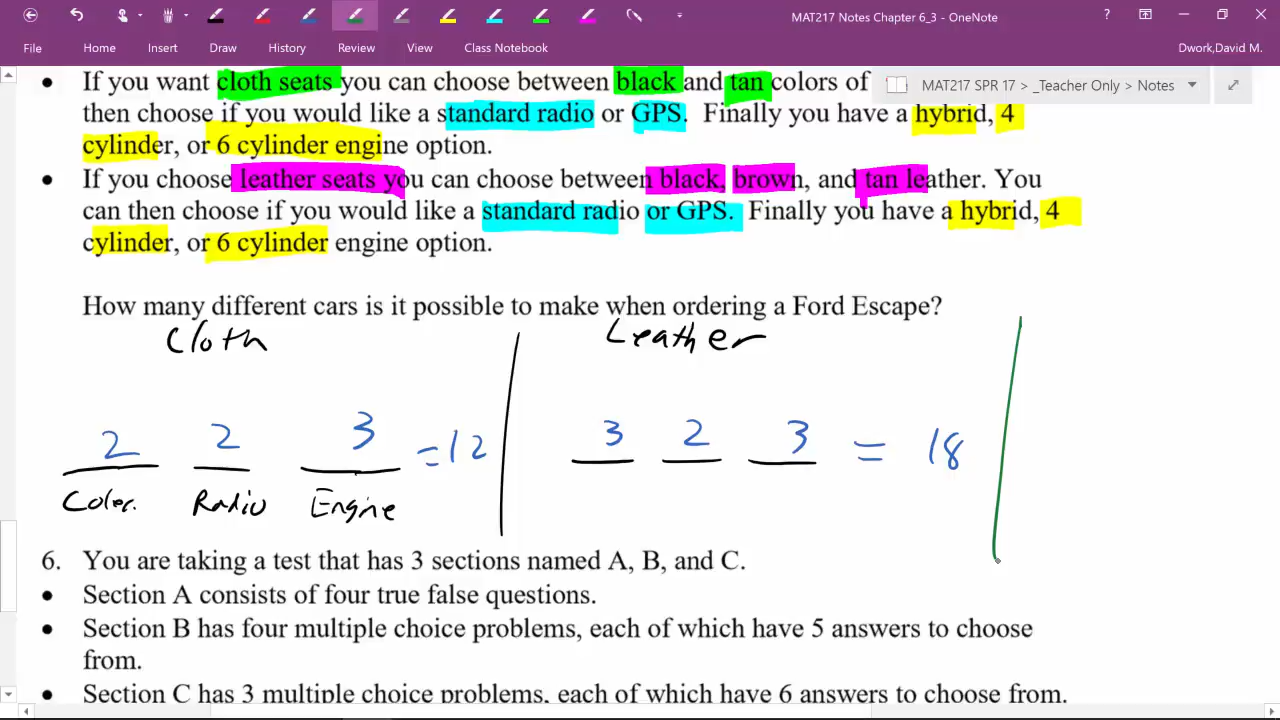 MAT217 Notes Chapter 6_3 - OneNote
File Home Insert Draw History Review View Class Notebook Dwork,David M.
If you want cloth seats you can choose between black and tan colors of
MAT217 SPR 17 > _Teacher Only > Notes
then choose if you would like a standard radio or GPS. Finally you have a hybrid, 4
cylinder, or 6 cylinder engine option.
If you choose leather seats you can choose between black, brown, and tan leather. You
can then choose if you would like a standard radio or GPS. Finally you have a hybrid, 4
cylinder, or 6 cylinder engine option.
How many different cars is it possible to make when ordering a Ford Escape?
Cloth Leather
2 2 3 =12 3 2 3 = 18
Color. Radio Engine
6. You are taking a test that has 3 sections named A, B, and C.
Section A consists of four true false questions.
Section B has four multiple choice problems, each of which have 5 answers to choose
from.
Section C has 3 multiple choice problems, each of which have 6 answers to choose from.